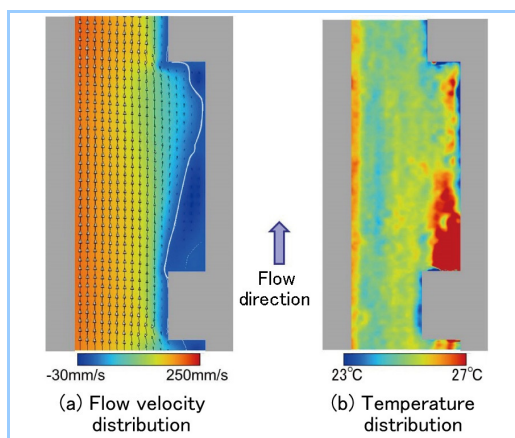 Flow
direction
-30mm/s
250mm/s
23℃
27℃
(a) Flow velocity
distribution
(b) Temperature
distribution